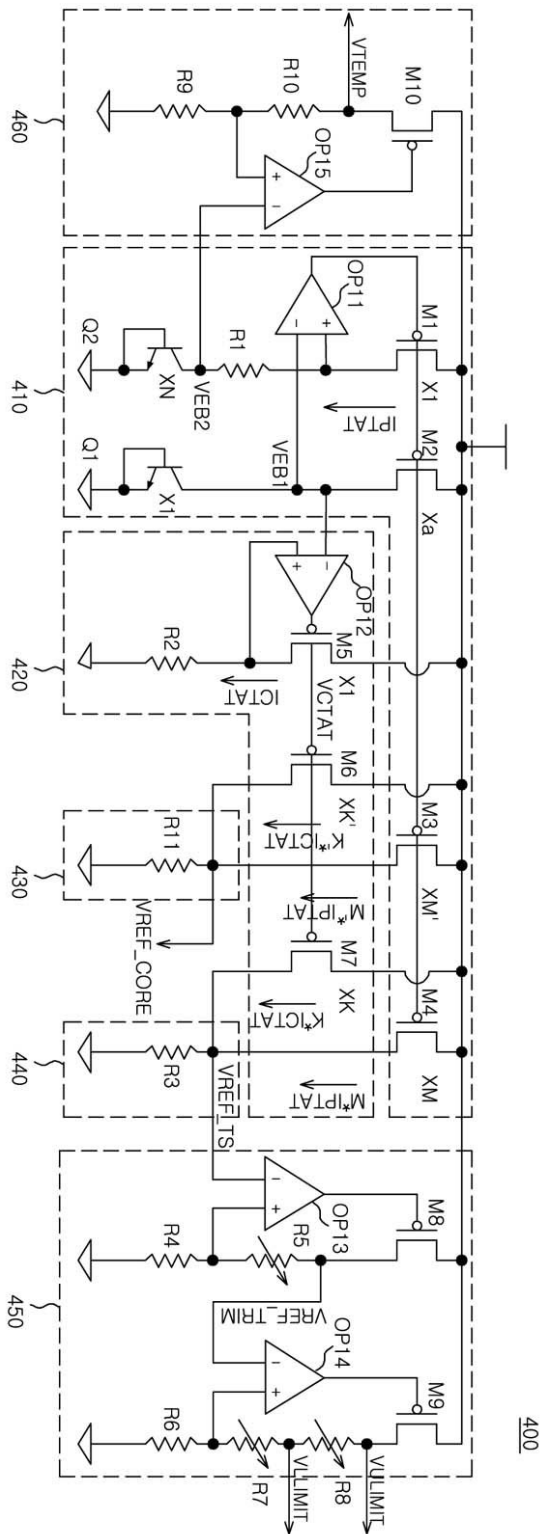 400
460
R9
R10
VTEMP
M10
OP15
410
Q2
XN
VEB2
R1
OP11
M1
X1
IPTAT
Q1
X1
VEB1
M2
Xa
420
R2
OP12
M5
X1
ICTAT
VCTAT
430
R11
M6
XK'
K'*ICTAT
M3
XM'
M'*IPTAT
VREF_CORE
440
R3
M7
XK
K*ICTAT
M4
XM
M*IPTAT
VREF_TS
450
R4
R5
OP13
M8
VREF_TRIM
OP14
M9
R6
R7
R8
VLLIMIT
VULIMIT